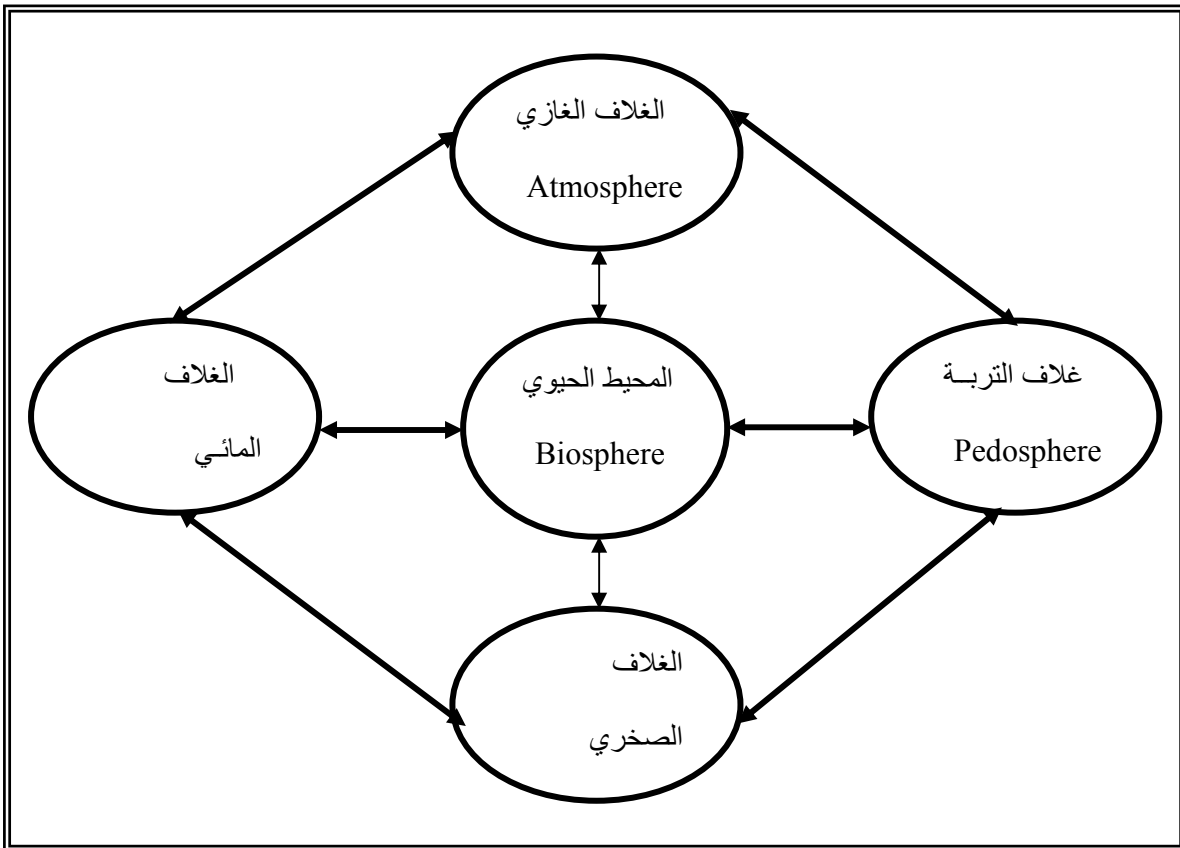 الغلاف الغازي
Atmosphere
غلاف التربــة
Pedosphere
المحيط الحيوي
Biosphere
الغلاف
المائـي
الغلاف
الصخري